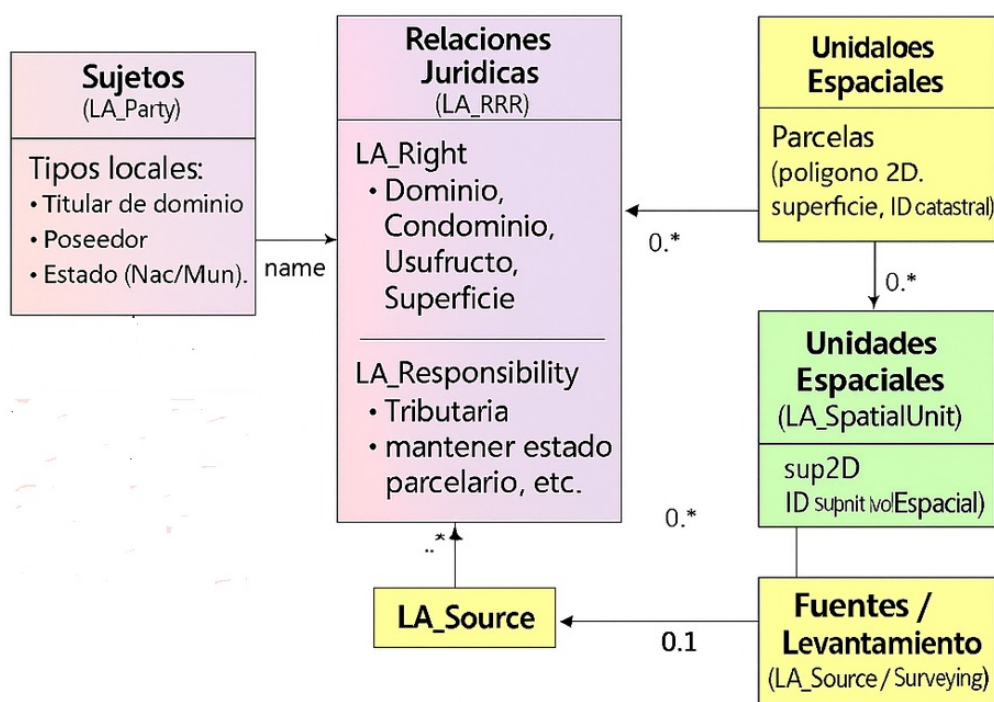 Sujetos
(LA_Party)
Tipos locales:
• Titular de dominio
• Poseedor
• Estado (Nac/Mun).
name
Relaciones
Juridicas
(LA_RRR)
LA_Right
• Dominio,
Condominio,
Usufructo,
Superficie
LA_Responsibility
• Tributaria
• mantener estado
parcelario, etc.
..*
LA_Source
Unidaloes
Espaciales
Parcelas
(poligono 2D.
superficie, ID catastral)
0.*
0.*
Unidades
Espaciales
(LA_SpatialUnit)
sup2D
ID Espacial)
0.*
Fuentes /
Levantamiento
(LA_Source / Surveying)
0.1